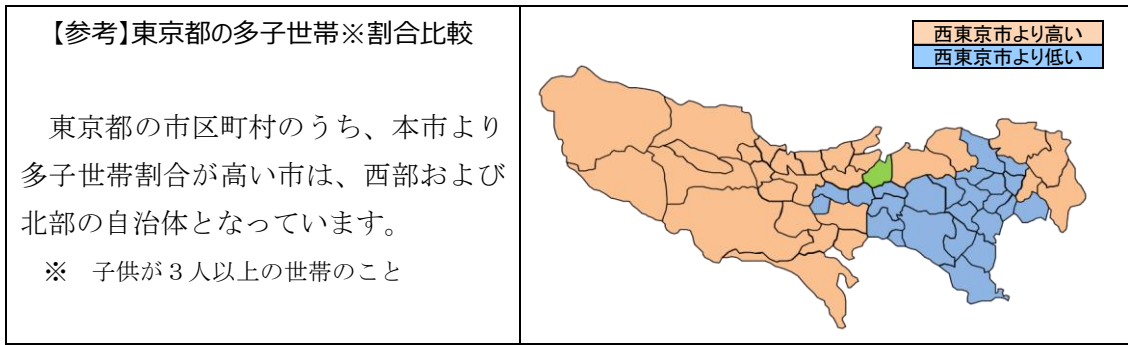 【参考】東京都の多子世帯※割合比較
東京都の市区町村のうち、本市より
多子世帯割合が高い市は、西部および
北部の自治体となっています。
※　子供が３人以上の世帯のこと
西東京市より高い
西東京市より低い